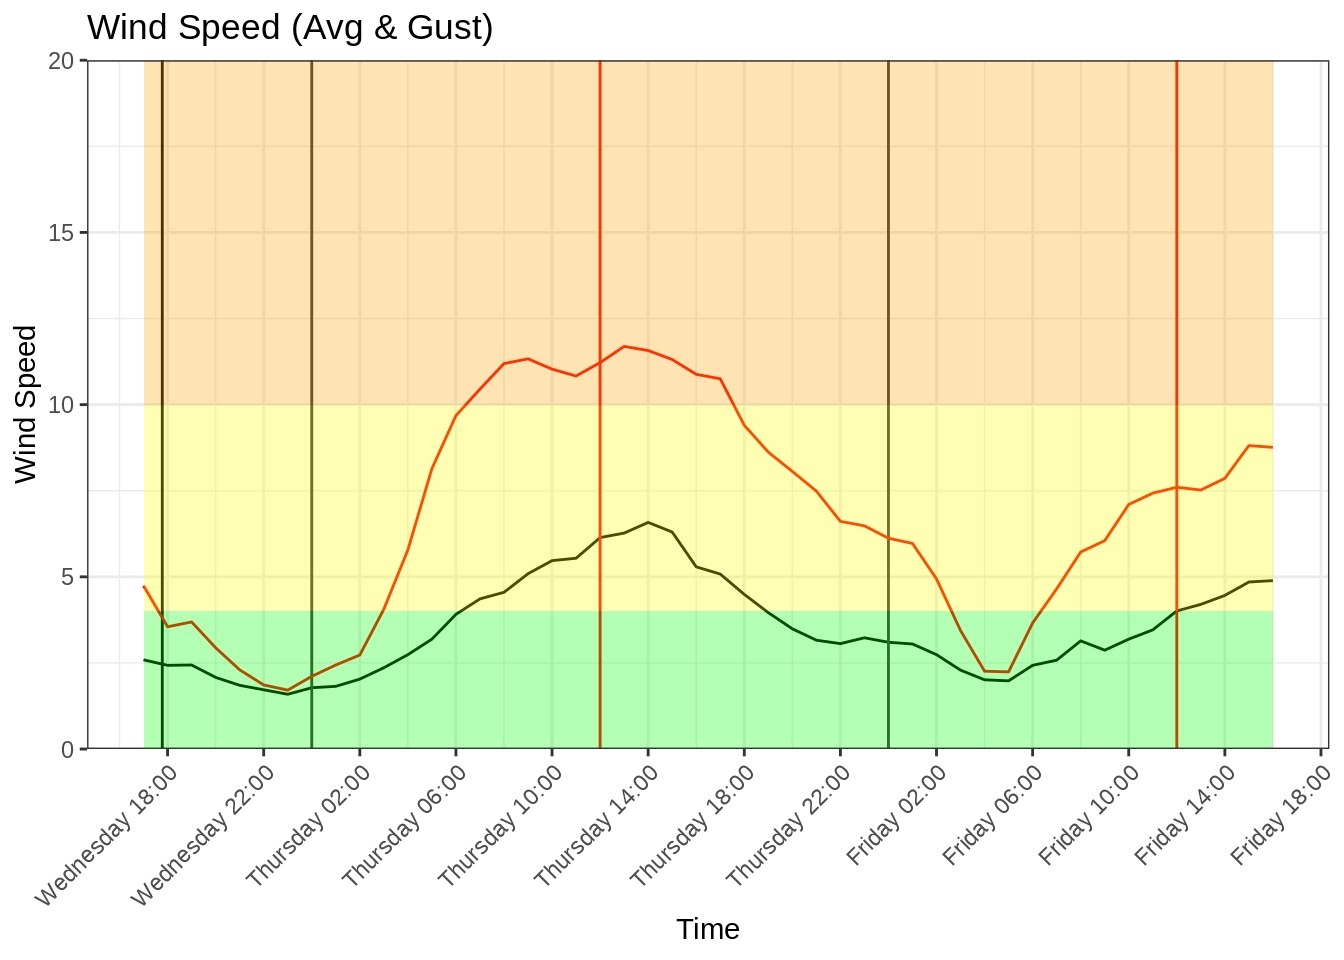 Wind Speed (Avg & Gust)
20
15
10
5
0
Wind Speed
Wednesday 18:00
Wednesday 22:00
Thursday 02:00
Thursday 06:00
Thursday 10:00
Thursday 14:00
Thursday 18:00
Thursday 22:00
Friday 02:00
Friday 06:00
Friday 10:00
Friday 14:00
Friday 18:00
Time